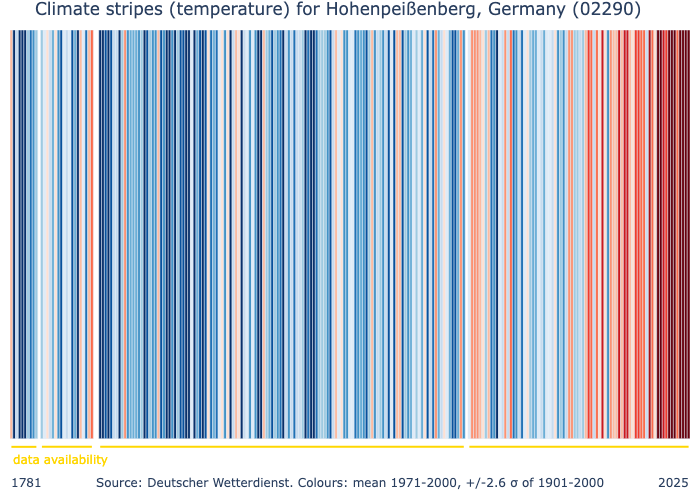 Climate stripes (temperature) for Hohenpeißenberg, Germany (02290)
data availability
1781 Source: Deutscher Wetterdienst. Colours: mean 1971-2000, +/-2.6 σ of 1901-2000 2025